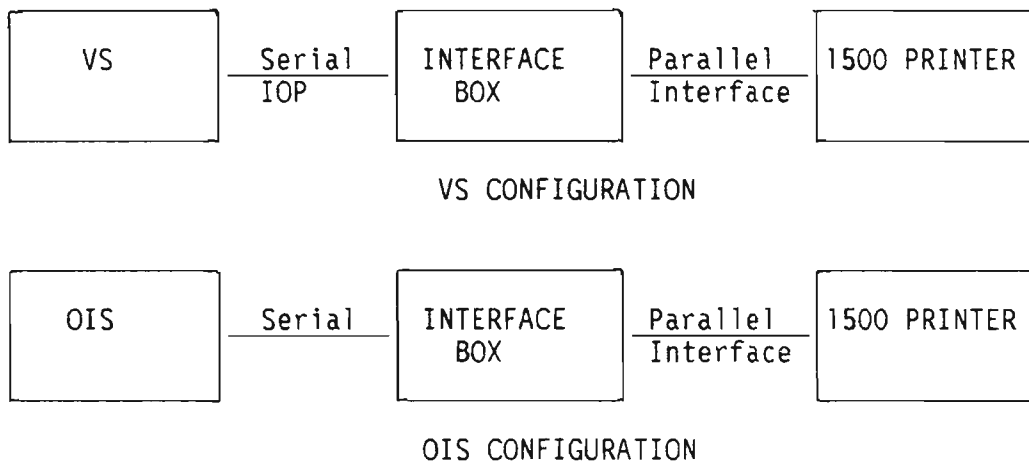 VS Serial INTERFACE Parallel 1500 PRINTER
IOP BOX Interface
VS CONFIGURATION
OIS Serial INTERFACE Parallel 1500 PRINTER
BOX Interface
OIS CONFIGURATION